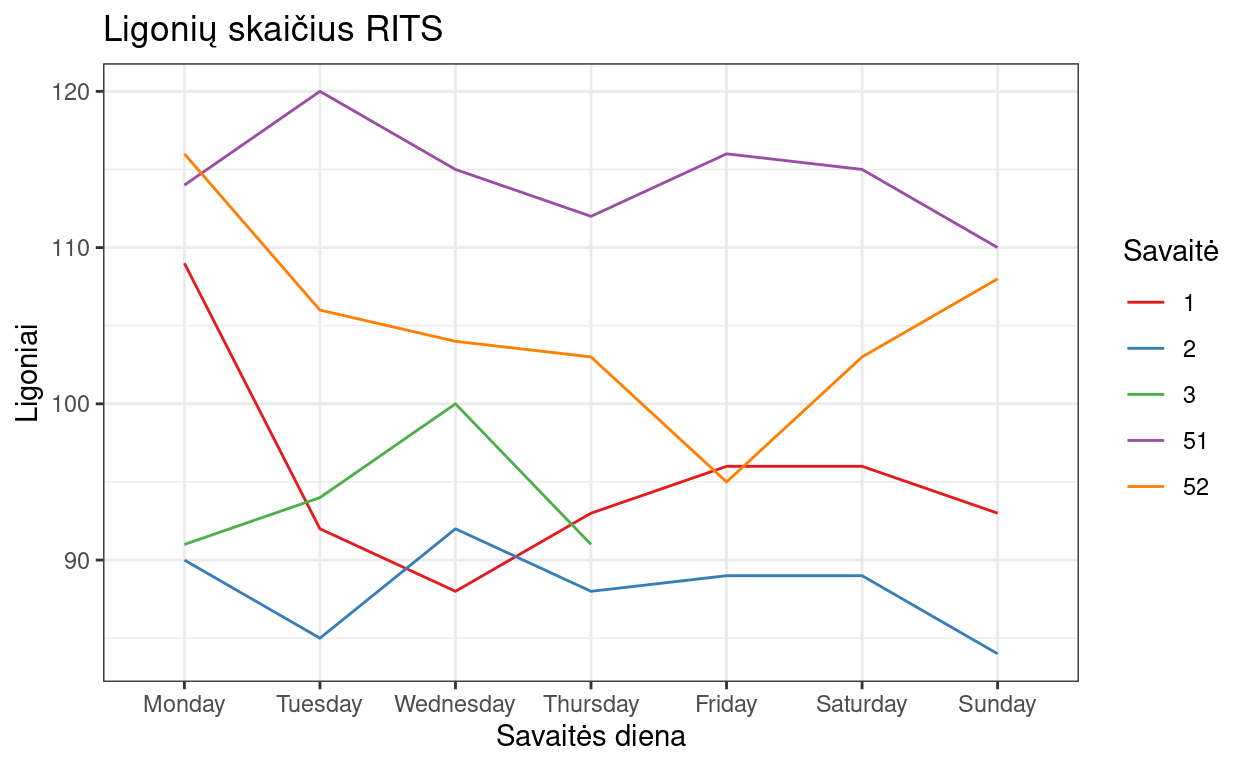 Ligonių skaičius RITS
120
110
100
90
Ligoniai
Monday Tuesday Wednesday Thursday Friday Saturday Sunday
Savaitės diena
Savaitė
1
2
3
51
52